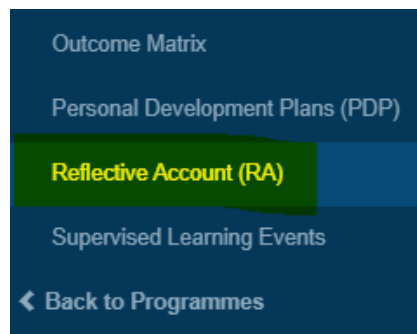 Outcome Matrix
Personal Development Plans (PDP)
Reflective Account (RA)
Supervised Learning Events
Back to Programmes